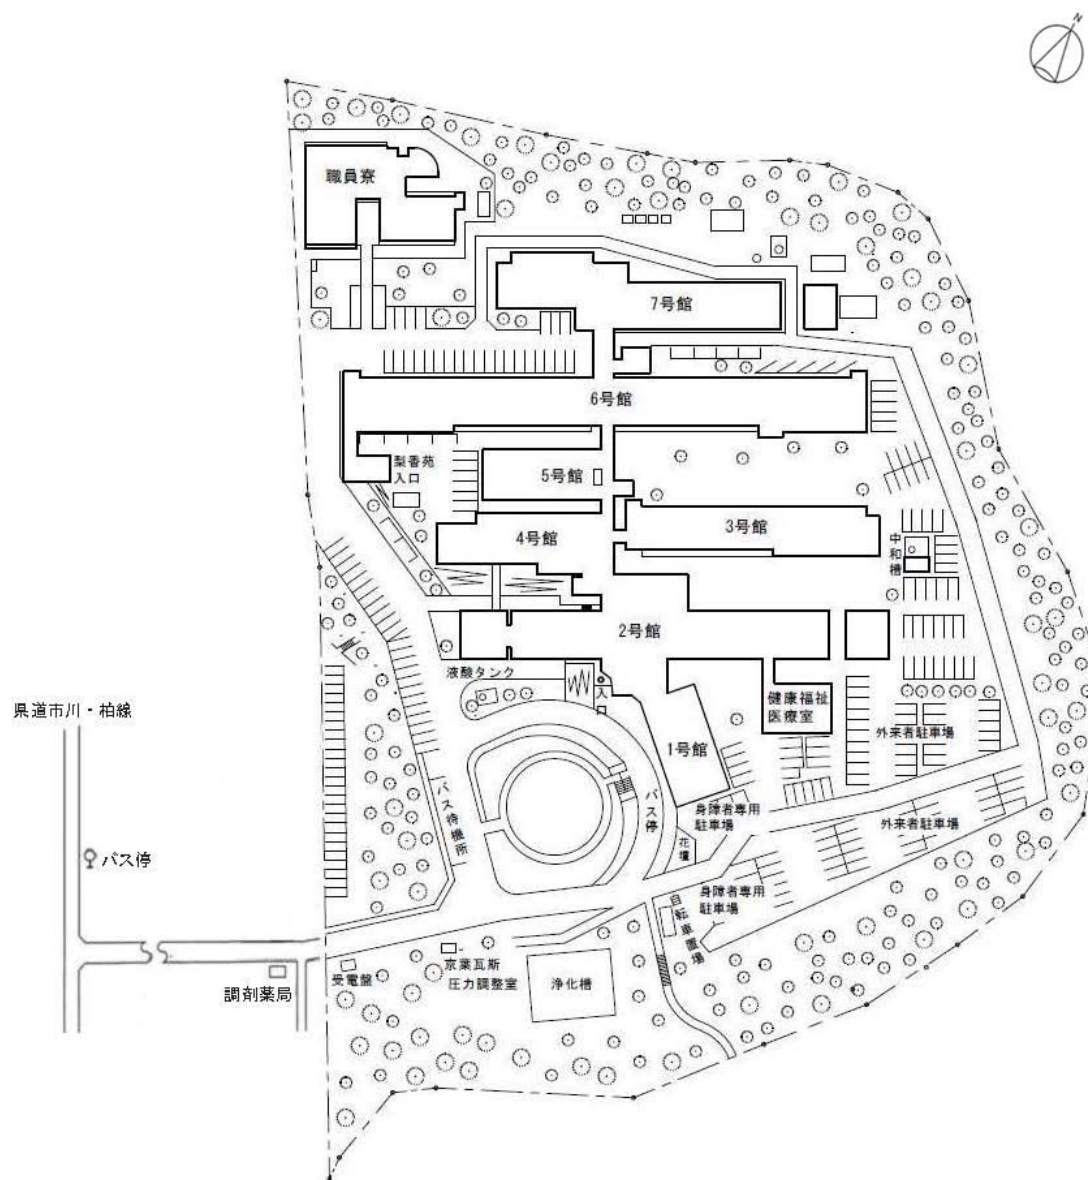 N
職員寮
7号館
6号館
梨香苑
入口
5号館
4号館
3号館
中和槽
2号館
液酸タンク
入口
健康福祉
医療室
1号館
外来者駐車場
県道市川・柏線
バス停
バス待機所
バス停
身障者専用
駐車場
花壇
外来者駐車場
身障者専用
駐車場
自転車置場
受電盤
京葉瓦斯
圧力調整室
浄化槽
調剤薬局